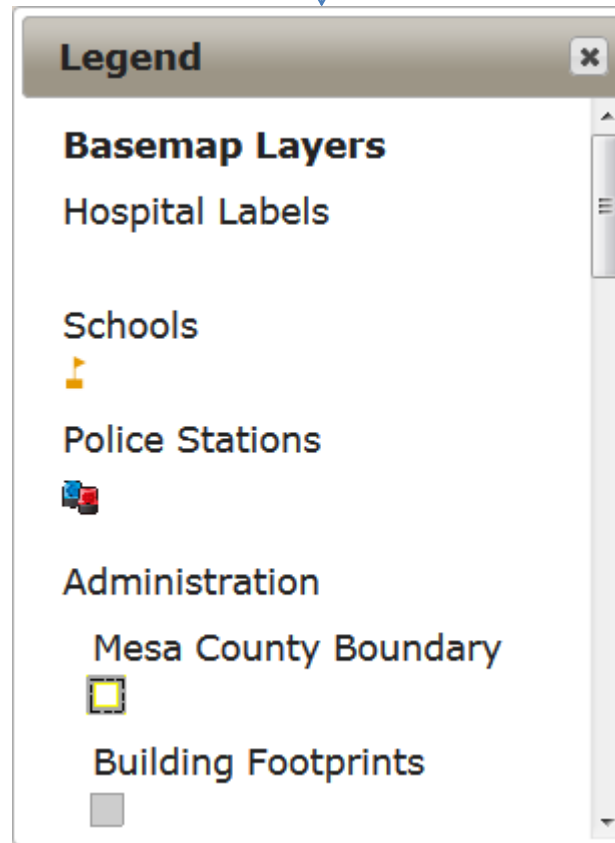 Legend
Basemap Layers
Hospital Labels
Schools
Police Stations
Administration
Mesa County Boundary
Building Footprints